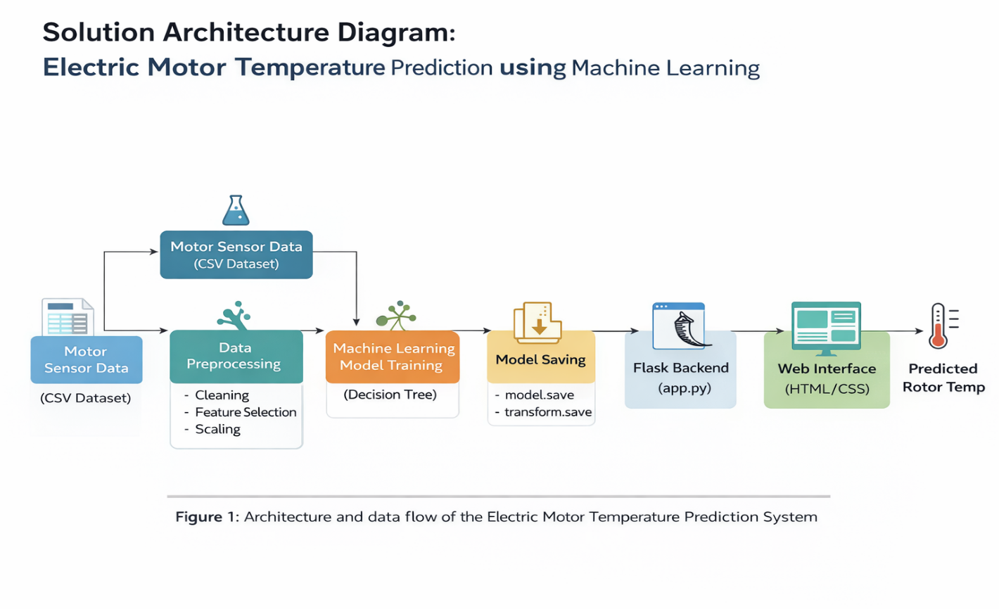 Solution Architecture Diagram:
Electric Motor Temperature Prediction using Machine Learning
Motor Sensor Data
(CSV Dataset)
Motor
Sensor Data
(CSV Dataset)
Data
Preprocessing
- Cleaning
- Feature Selection
- Scaling
Machine Learning
Model Training
(Decision Tree)
Model Saving
- model.save
- transform.save
Flask Backend
(app.py)
Web Interface
(HTML/CSS)
Predicted
Rotor Temp
Figure 1: Architecture and data flow of the Electric Motor Temperature Prediction System